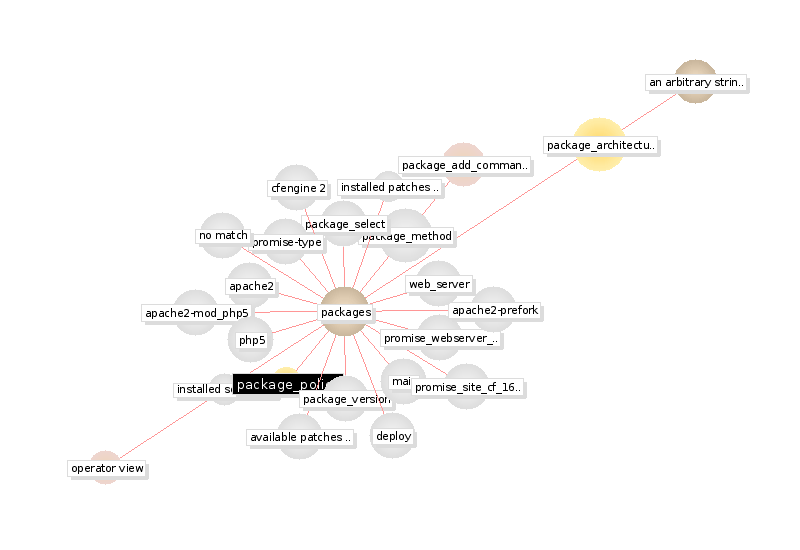 an arbitrary strin..
package_architectu..
package_add_comman..
cfengine 2
installed patches ..
package_select
no match
promise-type
package_method
apache2
web_server
apache2-mod_php5
packages
apache2-prefork
php5
promise_webserver_..
installed
package_polic
mai
promise_site_cf_16..
package_version
available patches ..
deploy
operator view